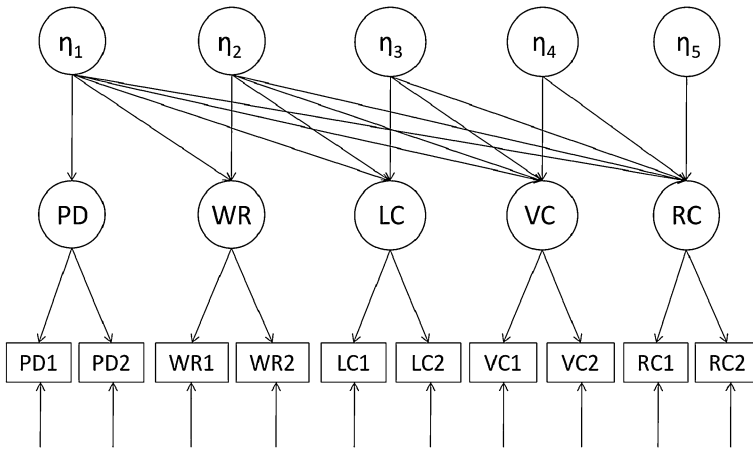 η1 η2 η3 η4 η5
PD WR LC VC RC
PD1 PD2 WR1 WR2 LC1 LC2 VC1 VC2 RC1 RC2